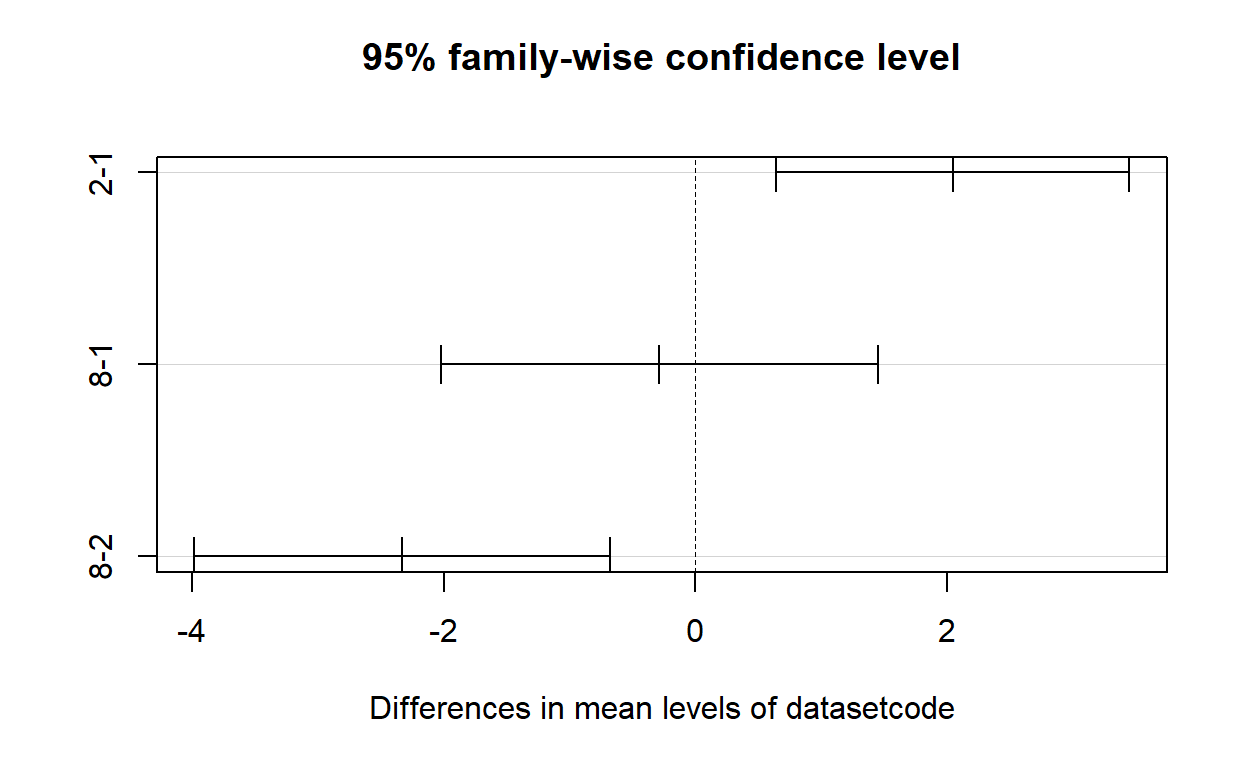 95% family-wise confidence level
2-1
8-1
8-2
-4 -2 0 2
Differences in mean levels of datasetcode